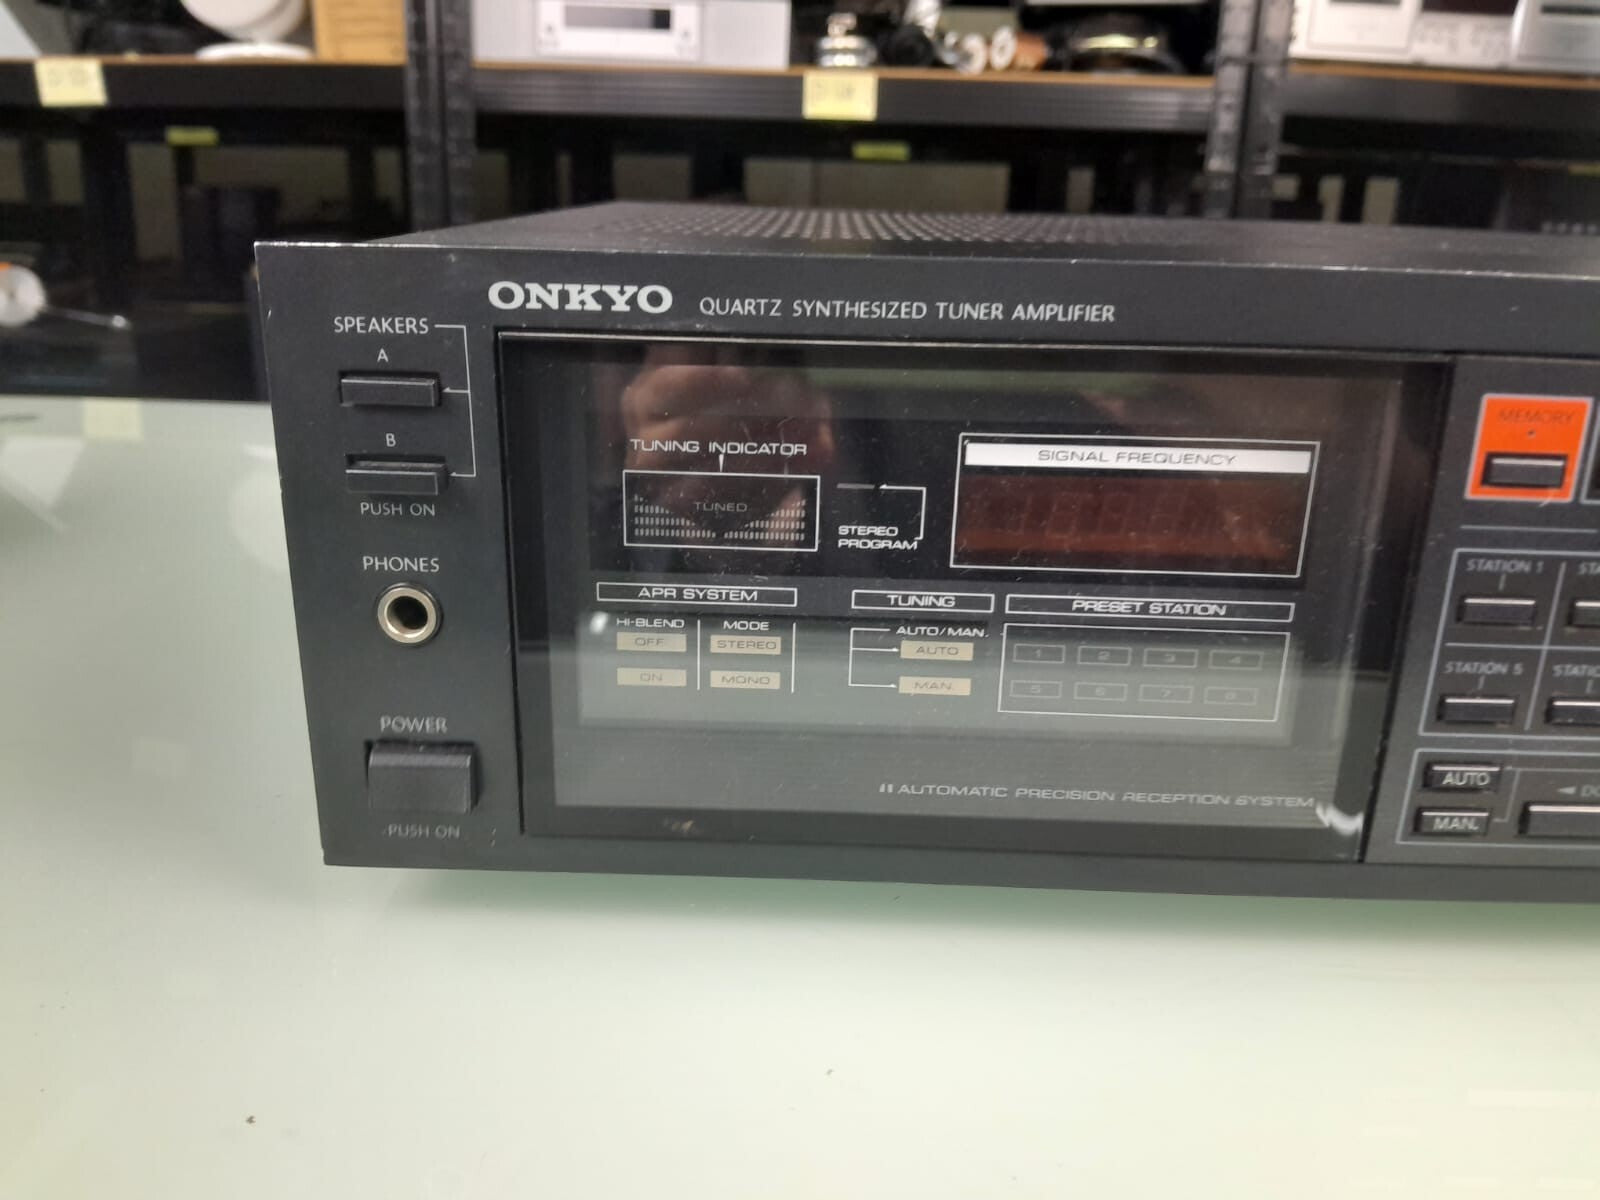 ONKYO QUARTZ SYNTHESIZED TUNER AMPLIFIER
SPEAKERS
A
B
PUSH ON
PHONES
POWER
PUSH ON
TUNING INDICATOR
TUNED
STEREO
PROGRAM
SIGNAL FREQUENCY
APR SYSTEM
HI-BLEND
OFF
ON
MODE
STEREO
MONO
TUNING
AUTO/MAN.
AUTO
MAN.
PRESET STATION
1 2 3 4
5 6 7 8
AUTOMATIC PRECISION RECEPTION SYSTEM
MEMORY
STATION 1
STATION 5
AUTO
MAN.